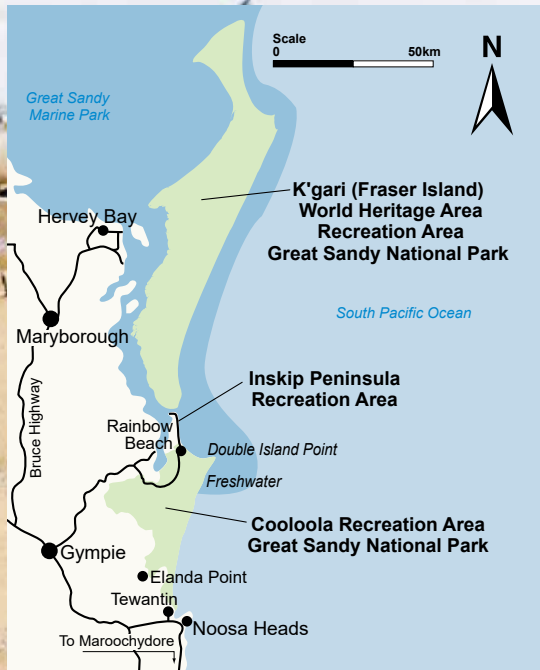 Scale
0 50km
N
Great Sandy
Marine Park
K'gari (Fraser Island)
World Heritage Area
Recreation Area
Great Sandy National Park
Hervey Bay
South Pacific Ocean
Maryborough
Inskip Peninsula
Recreation Area
Rainbow
Beach
Double Island Point
Bruce Highway
Freshwater
Cooloola Recreation Area
Great Sandy National Park
Gympie
Elanda Point
Tewantin
Noosa Heads
To Maroochydore